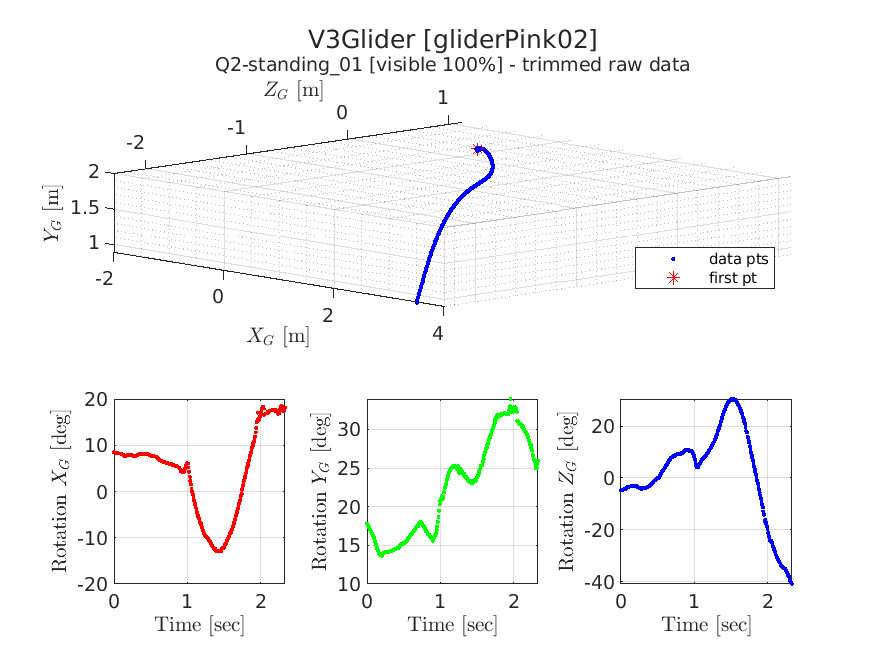 V3Glider [gliderPink02]
Q2-standing_01 [visible 100%] - trimmed raw data
Z_G [m]
1
0
-1
-2
2
1.5
1
Y_G [m]
-2
0
2
4
X_G [m]
data pts
first pt
20
10
0
-10
-20
Rotation X_G [deg]
0 1 2
Time [sec]
30
25
20
15
10
Rotation Y_G [deg]
0 1 2
Time [sec]
20
0
-20
-40
Rotation Z_G [deg]
0 1 2
Time [sec]